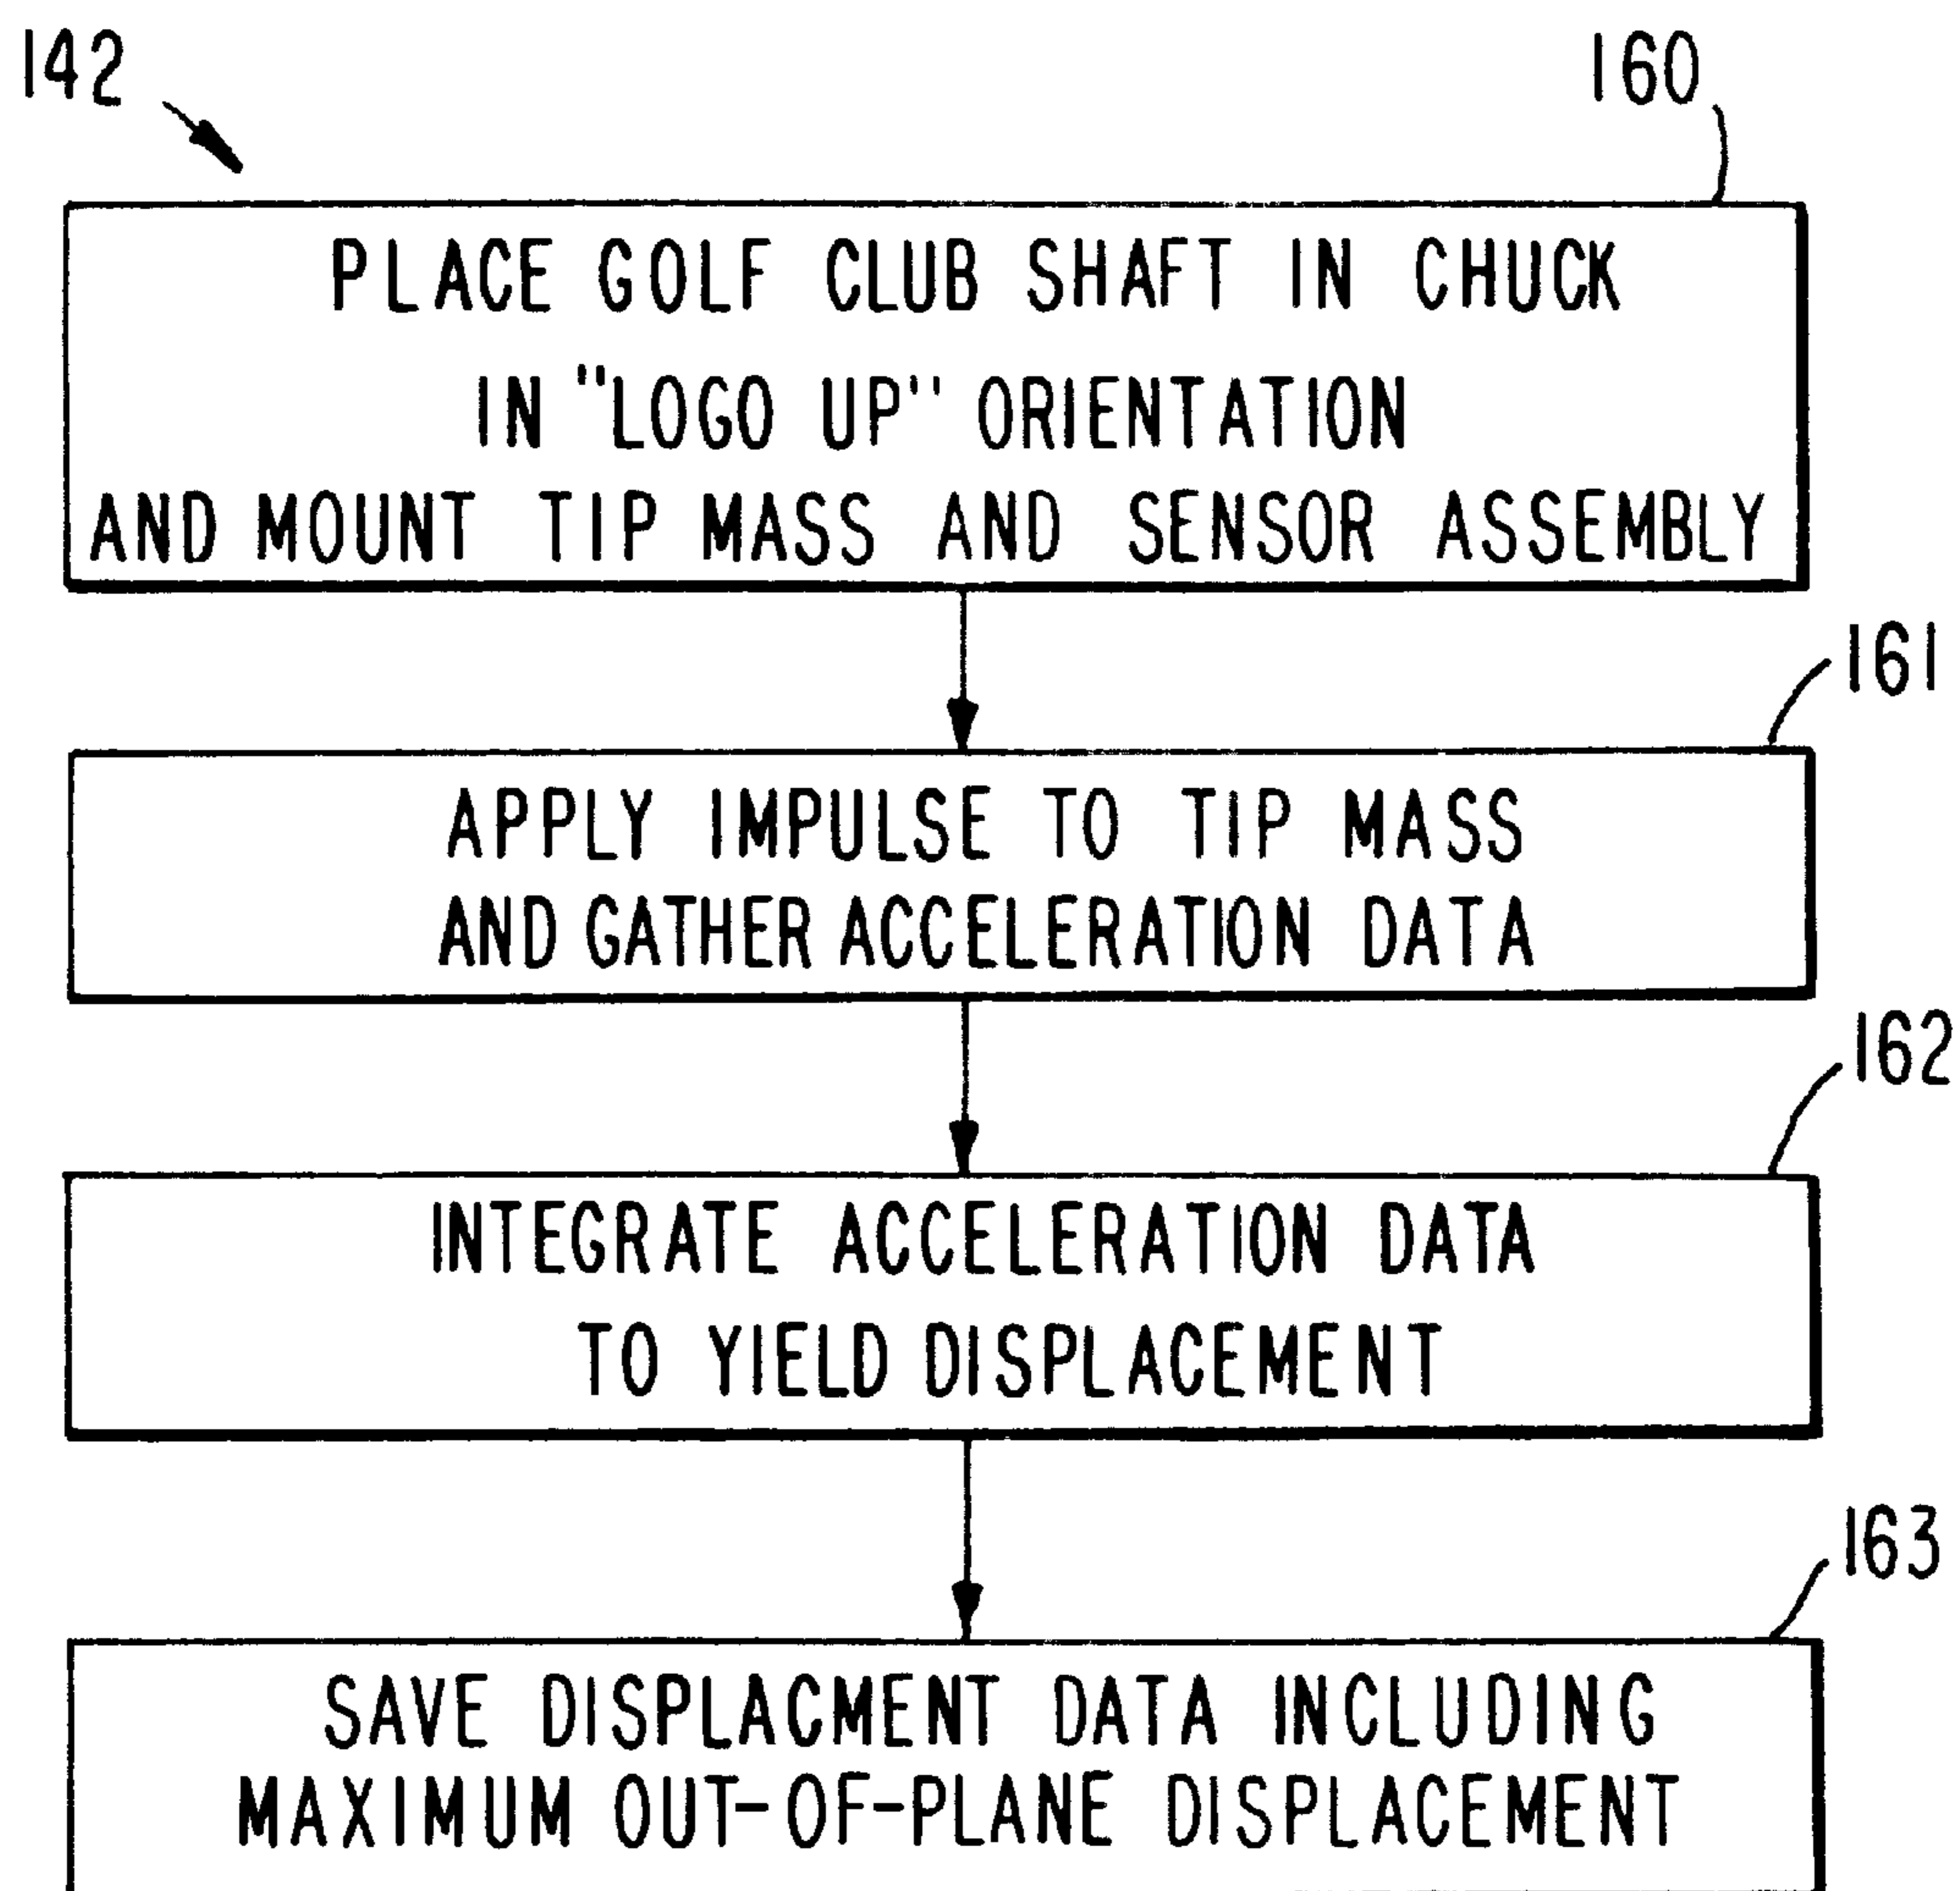 142
160
PLACE GOLF CLUB SHAFT IN CHUCK
IN "LOGO UP" ORIENTATION
AND MOUNT TIP MASS AND SENSOR ASSEMBLY
161
APPLY IMPULSE TO TIP MASS
AND GATHER ACCELERATION DATA
162
INTEGRATE ACCELERATION DATA
TO YIELD DISPLACEMENT
163
SAVE DISPLACMENT DATA INCLUDING
MAXIMUM OUT-OF-PLANE DISPLACEMENT